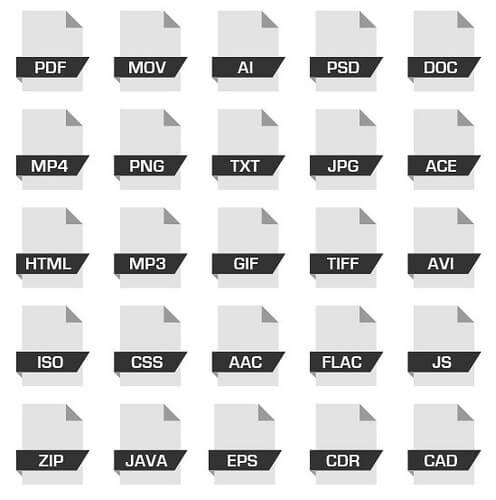 PDF MOV AI PSD DOC
MP4 PNG TXT JPG ACE
HTML MP3 GIF TIFF AVI
ISO CSS AAC FLAC JS
ZIP JAVA EPS CDR CAD